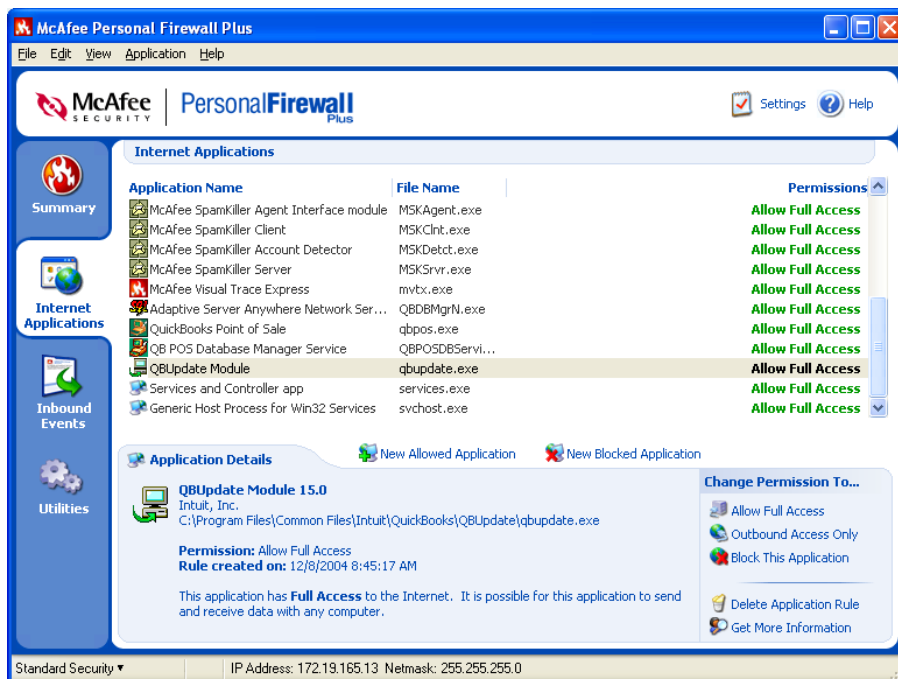 McAfee Personal Firewall Plus
File Edit View Application Help
McAfee SECURITY PersonalFirewall Plus
Settings Help
Internet Applications
Application Name File Name Permissions
McAfee SpamKiller Agent Interface module MSKAgent.exe Allow Full Access
McAfee SpamKiller Client MSKClnt.exe Allow Full Access
McAfee SpamKiller Account Detector MSKDetct.exe Allow Full Access
McAfee SpamKiller Server MSKSrvr.exe Allow Full Access
McAfee Visual Trace Express mvtx.exe Allow Full Access
Adaptive Server Anywhere Network Ser... QBDBMgrN.exe Allow Full Access
QuickBooks Point of Sale qbpos.exe Allow Full Access
QB POS Database Manager Service QBPOSDBServi... Allow Full Access
QBUpdate Module qbupdate.exe Allow Full Access
Services and Controller app services.exe Allow Full Access
Generic Host Process for Win32 Services svchost.exe Allow Full Access
Summary
Internet
Applications
Inbound
Events
Utilities
Application Details
New Allowed Application New Blocked Application
QBUpdate Module 15.0
Intuit, Inc.
C:\Program Files\Common Files\Intuit\QuickBooks\QBUpdate\qbupdate.exe
Permission: Allow Full Access
Rule created on: 12/8/2004 8:45:17 AM
This application has Full Access to the Internet. It is possible for this application to send
and receive data with any computer.
Change Permission To...
Allow Full Access
Outbound Access Only
Block This Application
Delete Application Rule
Get More Information
Standard Security IP Address: 172.19.165.13 Netmask: 255.255.255.0